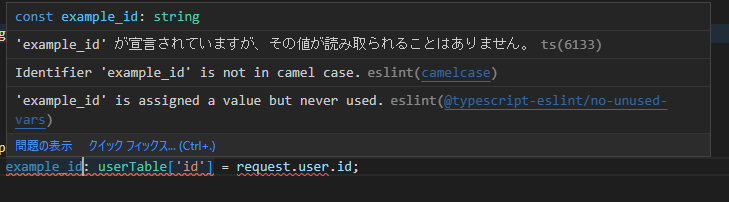 const example_id: string
'example_id' が宣言されていますが、その値が読み取られることはありません。 ts(6133)
Identifier 'example_id' is not in camel case. eslint(camelcase)
'example_id' is assigned a value but never used. eslint(@typescript-eslint/no-unused-
vars)
問題の表示 クイック フィックス... (Ctrl+.)
example_id: userTable['id'] = request.user.id;